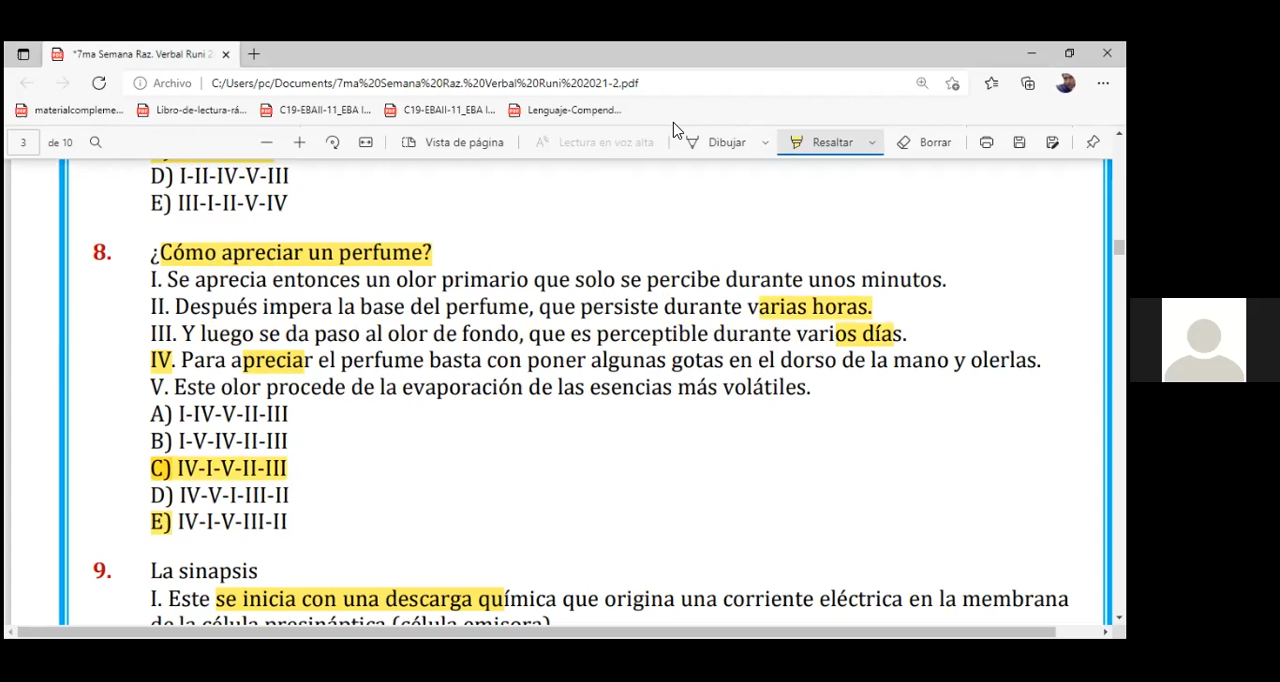 *7ma Semana Raz. Verbal Runi 2
Archivo C:/Users/pc/Documents/7ma%20Semana%20Raz.%20Verbal%20Runi%202021-2.pdf
materialcompleme... Libro-de-lectura-rá... C19-EBAII-11_EBA I... C19-EBAII-11_EBA I... Lenguaje-Compend...
3 de 10 Vista de página Lectura en voz alta Dibujar Resaltar Borrar
D) I-II-IV-V-III
E) III-I-II-V-IV
8. ¿Cómo apreciar un perfume?
I. Se aprecia entonces un olor primario que solo se percibe durante unos minutos.
II. Después impera la base del perfume, que persiste durante varias horas.
III. Y luego se da paso al olor de fondo, que es perceptible durante varios días.
IV. Para apreciar el perfume basta con poner algunas gotas en el dorso de la mano y olerlas.
V. Este olor procede de la evaporación de las esencias más volátiles.
A) I-IV-V-II-III
B) I-V-IV-II-III
C) IV-I-V-II-III
D) IV-V-I-III-II
E) IV-I-V-III-II
9. La sinapsis
I. Este se inicia con una descarga química que origina una corriente eléctrica en la membrana
de la célula presináptica (célula emisora)